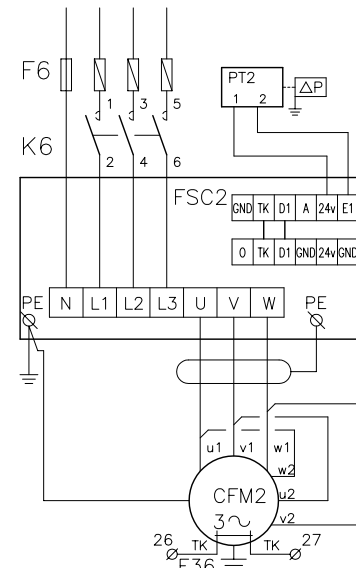 F6
PT2
△P
1 2
1 3 5
K6
2 4 6
FSC2
GND TK D1 A 24v E1
0 TK D1 GND 24v GND
PE N L1 L2 L3 U V W PE
u1 v1 w1
w2
CFM2 u2
3~ v2
26 TK TK 27
F36